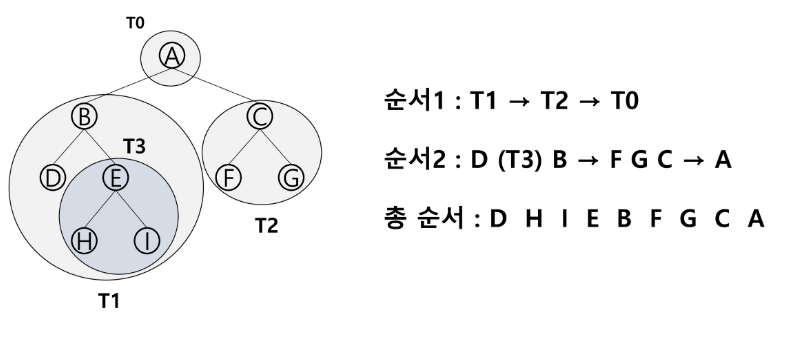 T0
A
B
C
T3
D
E
F
G
H
I
T2
T1
순서1 : T1 → T2 → T0
순서2 : D (T3) B → F G C → A
총 순서 : D H I E B F G C A